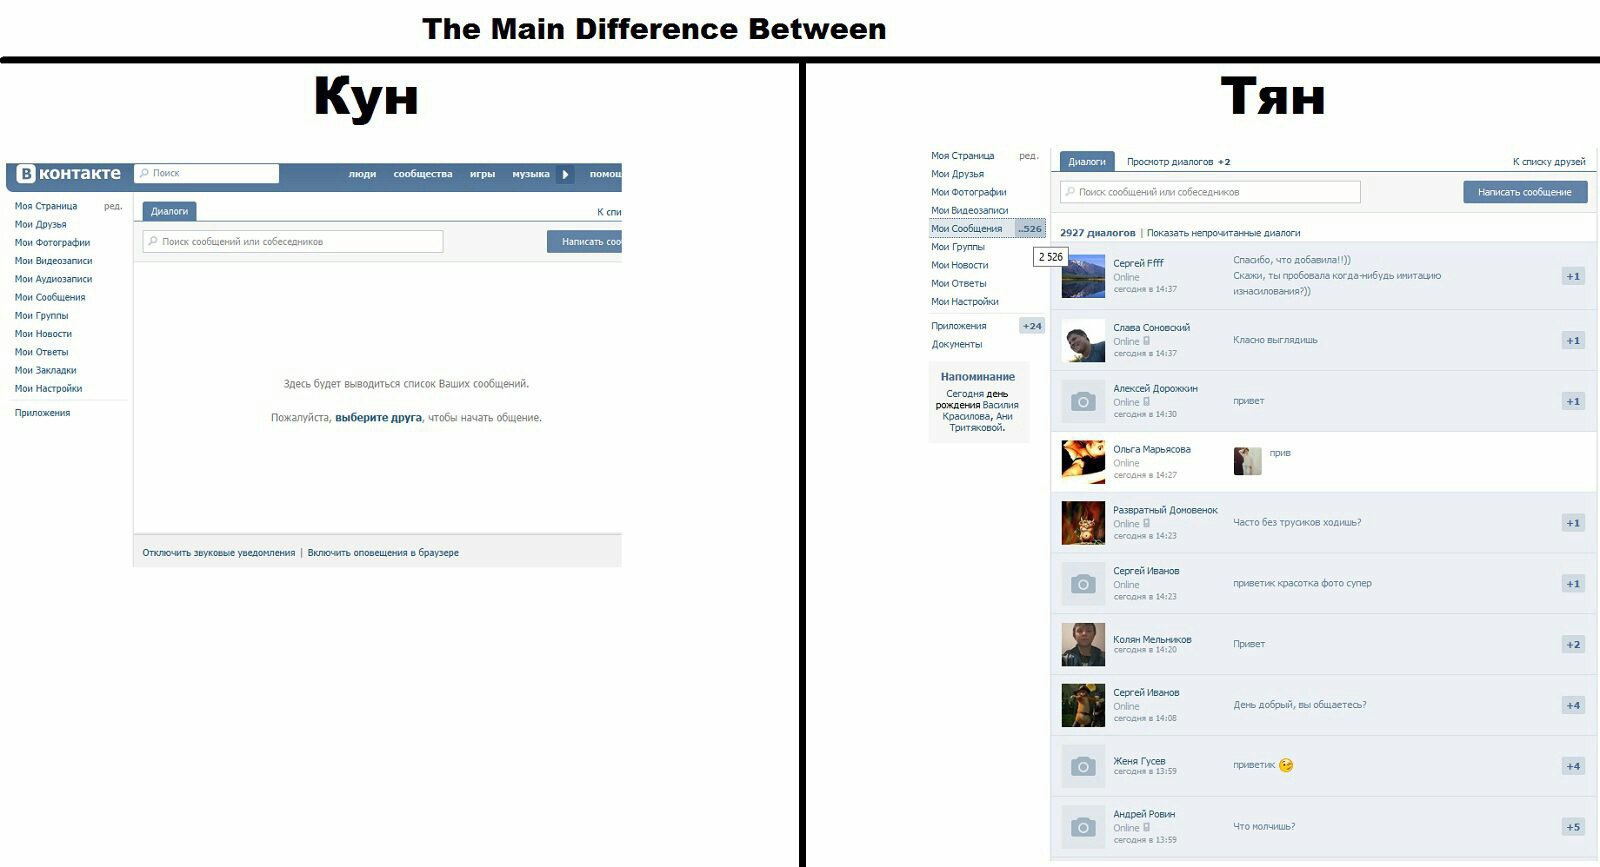 The Main Difference Between
Кун
Тян
В контакте
Поиск
люди сообщества игры музыка помощ
Моя Страница ред.
Мои Друзья
Мои Фотографии
Мои Видеозаписи
Мои Аудиозаписи
Мои Сообщения
Мои Группы
Мои Новости
Мои Ответы
Мои Закладки
Мои Настройки
Приложения
Диалоги
К спи
Поиск сообщений или собеседников
Написать соо
Здесь будет выводиться список Ваших сообщений.
Пожалуйста, выберите друга, чтобы начать общение.
Отключить звуковые уведомления | Включить оповещения в браузере
Моя Страница ред.
Мои Друзья
Мои Фотографии
Мои Видеозаписи
Мои Сообщения ..526
2 526
Мои Группы
Мои Новости
Мои Ответы
Мои Настройки
Приложения +24
Документы
Напоминание
Сегодня день
рождения Василия
Красилова, Ани
Тритяковой.
Диалоги Просмотр диалогов +2 К списку друзей
Поиск сообщений или собеседников
Написать сообщение
2927 диалогов | Показать непрочитанные диалоги
Сергей Ffff
Online
сегодня в 14:37
Спасибо, что добавила!!))
Скажи, ты пробовала когда-нибудь имитацию
изнасилования?))
+1
Слава Соновский
Online
сегодня в 14:37
Класно выглядишь
+1
Алексей Дорожкин
Online
сегодня в 14:30
привет
+1
Ольга Марьясова
Online
сегодня в 14:27
прив
Развратный Домовенок
Online
сегодня в 14:23
Часто без трусиков ходишь?
+1
Сергей Иванов
Online
сегодня в 14:23
приветик красотка фото супер
+1
Колян Мельников
сегодня в 14:20
Привет
+2
Сергей Иванов
Online
сегодня в 14:08
День добрый, вы общаетесь?
+4
Женя Гусев
сегодня в 13:59
приветик
+4
Андрей Ровин
Online
сегодня в 13:59
Что молчишь?
+5